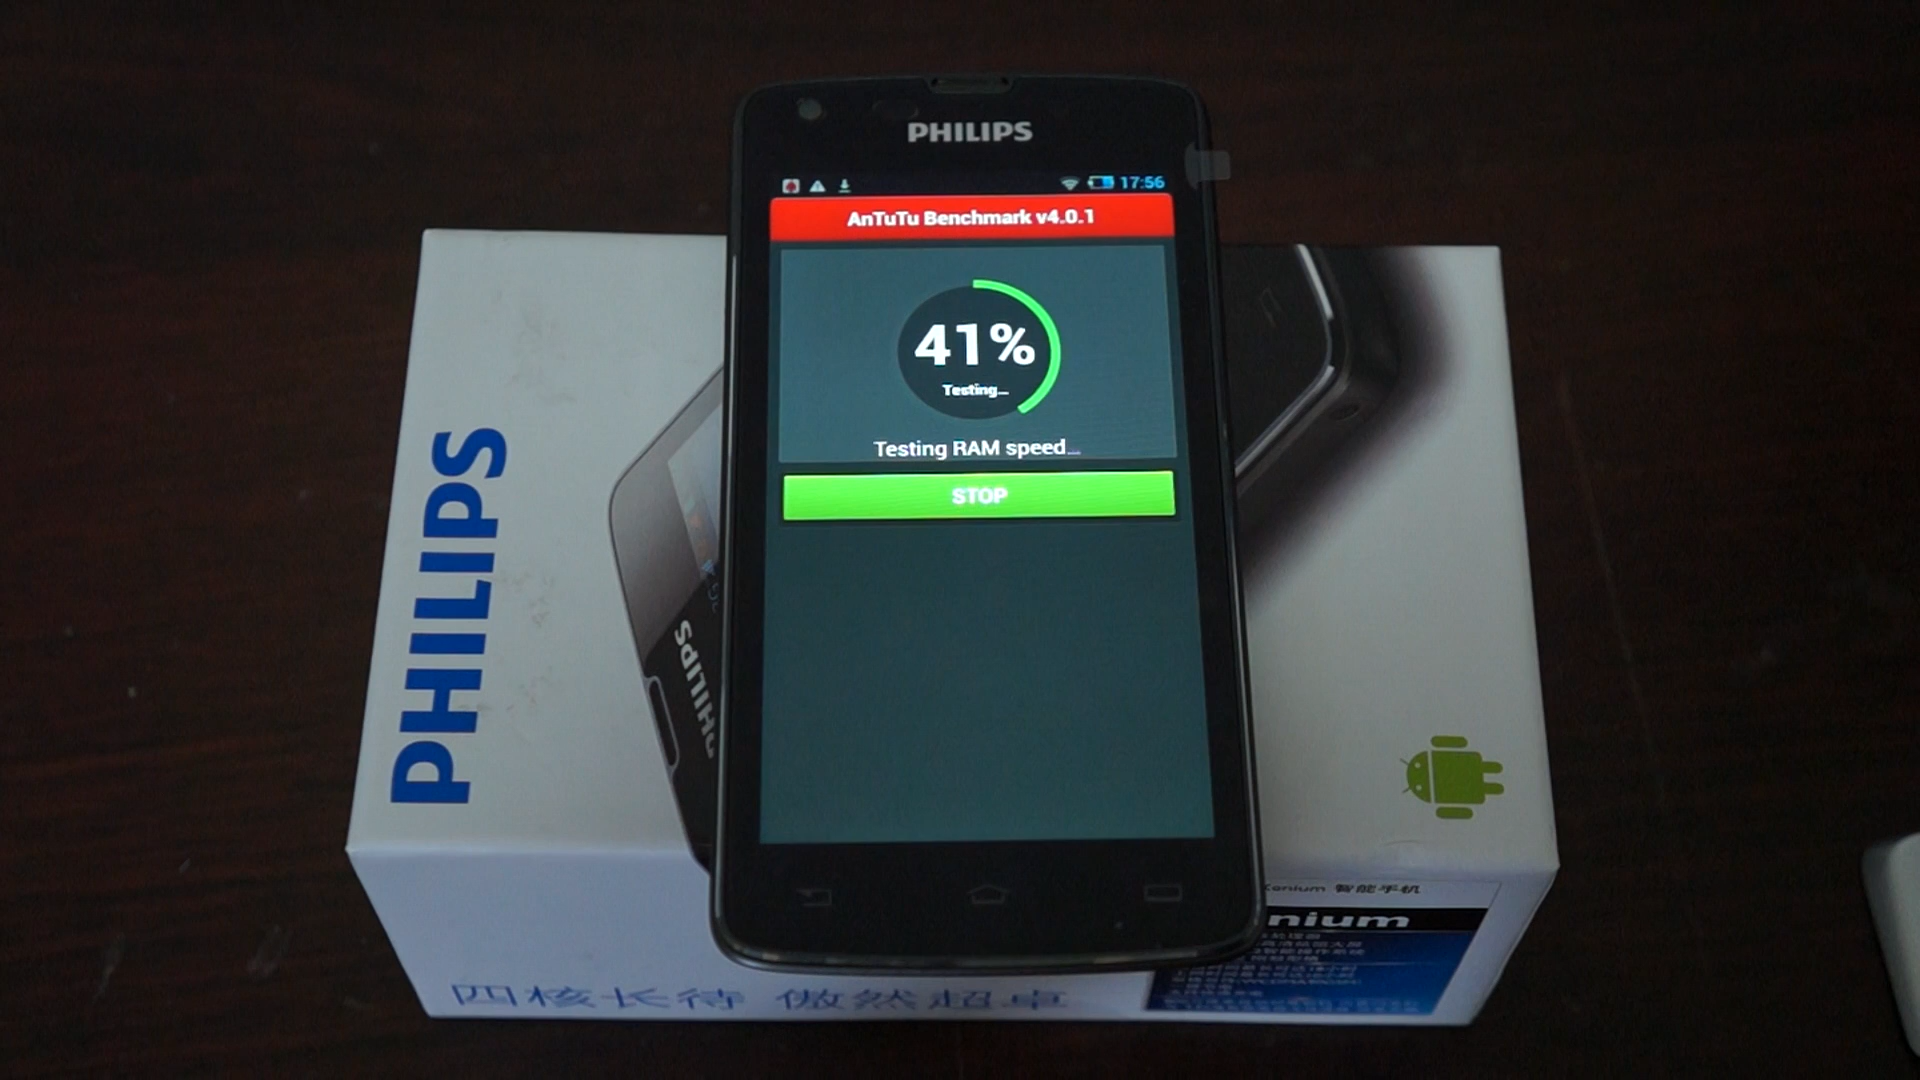 PHILIPS
17:56
AnTuTu Benchmark v4.0.1
41%
Testing...
Testing RAM speed...
STOP
PHILIPS
PHILIPS
Xenium 智能手机
nium
四核长待 傲然超卓